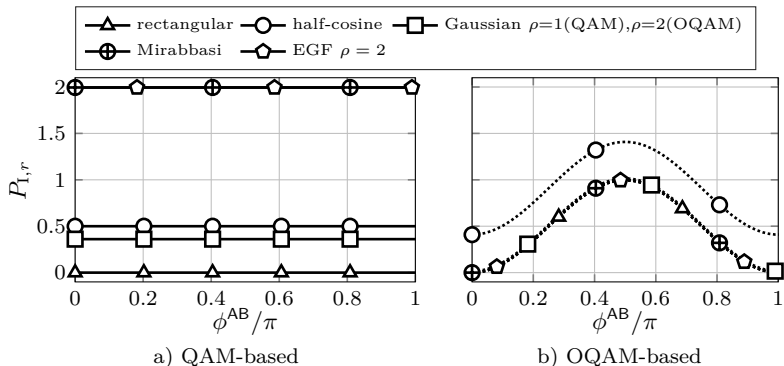 rectangular half-cosine Gaussian ρ=1(QAM),ρ=2(OQAM)
Mirabbasi EGF ρ = 2
P_{I,r}
2
1.5
1
0.5
0
0 0.2 0.4 0.6 0.8 1
ϕ^{AB}/π
a) QAM-based
0 0.2 0.4 0.6 0.8 1
ϕ^{AB}/π
b) OQAM-based